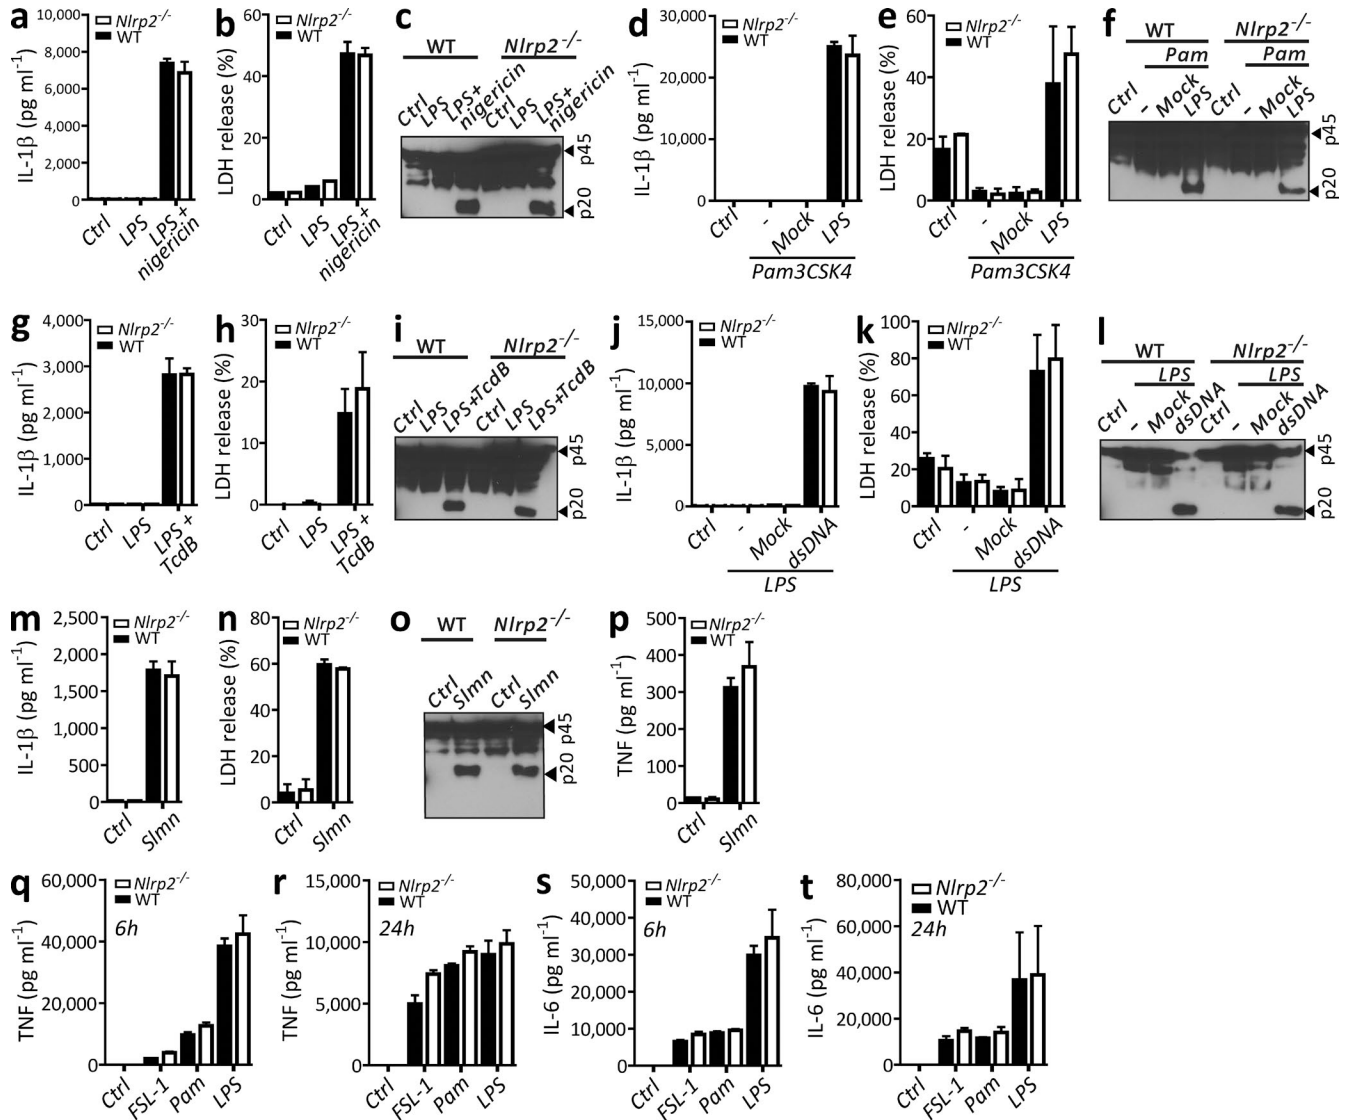 a
10,000
8,000
6,000
4,000
2,000
0
IL-1β (pg ml⁻¹)
Nlrp2⁻/⁻
WT
Ctrl
LPS
LPS +
nigericin
b
60
40
20
0
LDH release (%)
Nlrp2⁻/⁻
WT
Ctrl
LPS
LPS +
nigericin
c
WT
Nlrp2⁻/⁻
Ctrl
LPS
LPS+
nigericin
Ctrl
LPS
LPS+
nigericin
p45
p20
d
30,000
20,000
10,000
0
IL-1β (pg ml⁻¹)
Nlrp2⁻/⁻
WT
Ctrl
-
Mock
LPS
Pam3CSK4
e
60
40
20
0
LDH release (%)
Nlrp2⁻/⁻
WT
Ctrl
-
Mock
LPS
Pam3CSK4
f
WT
Nlrp2⁻/⁻
Pam
Pam
Ctrl
-
Mock
LPS
Ctrl
-
Mock
LPS
p45
p20
g
4,000
3,000
2,000
1,000
0
IL-1β (pg ml⁻¹)
Nlrp2⁻/⁻
WT
Ctrl
LPS
LPS +
TcdB
h
30
20
10
0
LDH release (%)
Nlrp2⁻/⁻
WT
Ctrl
LPS
LPS +
TcdB
i
WT
Nlrp2⁻/⁻
Ctrl
LPS
LPS+TcdB
Ctrl
LPS
LPS+TcdB
p45
p20
j
15,000
10,000
5,000
0
IL-1β (pg ml⁻¹)
Nlrp2⁻/⁻
WT
Ctrl
-
Mock
dsDNA
LPS
k
100
80
60
40
20
0
LDH release (%)
Nlrp2⁻/⁻
WT
Ctrl
-
Mock
dsDNA
LPS
l
WT
Nlrp2⁻/⁻
LPS
LPS
Ctrl
-
Mock
dsDNA
Ctrl
-
Mock
dsDNA
p45
p20
m
2,500
2,000
1,500
1,000
500
0
IL-1β (pg ml⁻¹)
Nlrp2⁻/⁻
WT
Ctrl
Slmn
n
80
60
40
20
0
LDH release (%)
Nlrp2⁻/⁻
WT
Ctrl
Slmn
o
WT
Nlrp2⁻/⁻
Ctrl
Slmn
Ctrl
Slmn
p45
p20
p
500
400
300
200
100
0
TNF (pg ml⁻¹)
Nlrp2⁻/⁻
WT
Ctrl
Slmn
q
60,000
40,000
20,000
0
TNF (pg ml⁻¹)
Nlrp2⁻/⁻
WT
6h
Ctrl
FSL-1
Pam
LPS
r
15,000
10,000
5,000
0
TNF (pg ml⁻¹)
Nlrp2⁻/⁻
WT
24h
Ctrl
FSL-1
Pam
LPS
s
50,000
40,000
30,000
20,000
10,000
0
IL-6 (pg ml⁻¹)
Nlrp2⁻/⁻
WT
6h
Ctrl
FSL-1
Pam
LPS
t
80,000
60,000
40,000
20,000
0
IL-6 (pg ml⁻¹)
Nlrp2⁻/⁻
WT
24h
Ctrl
FSL-1
Pam
LPS